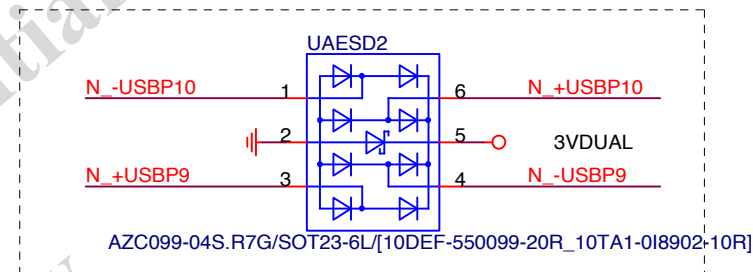 UAESD2
N_-USBP10
1
6
N_+USBP10
2
5
3VDUAL
N_+USBP9
3
4
N_-USBP9
AZC099-04S.R7G/SOT23-6L/[10DEF-550099-20R_10TA1-0I8902-10R]